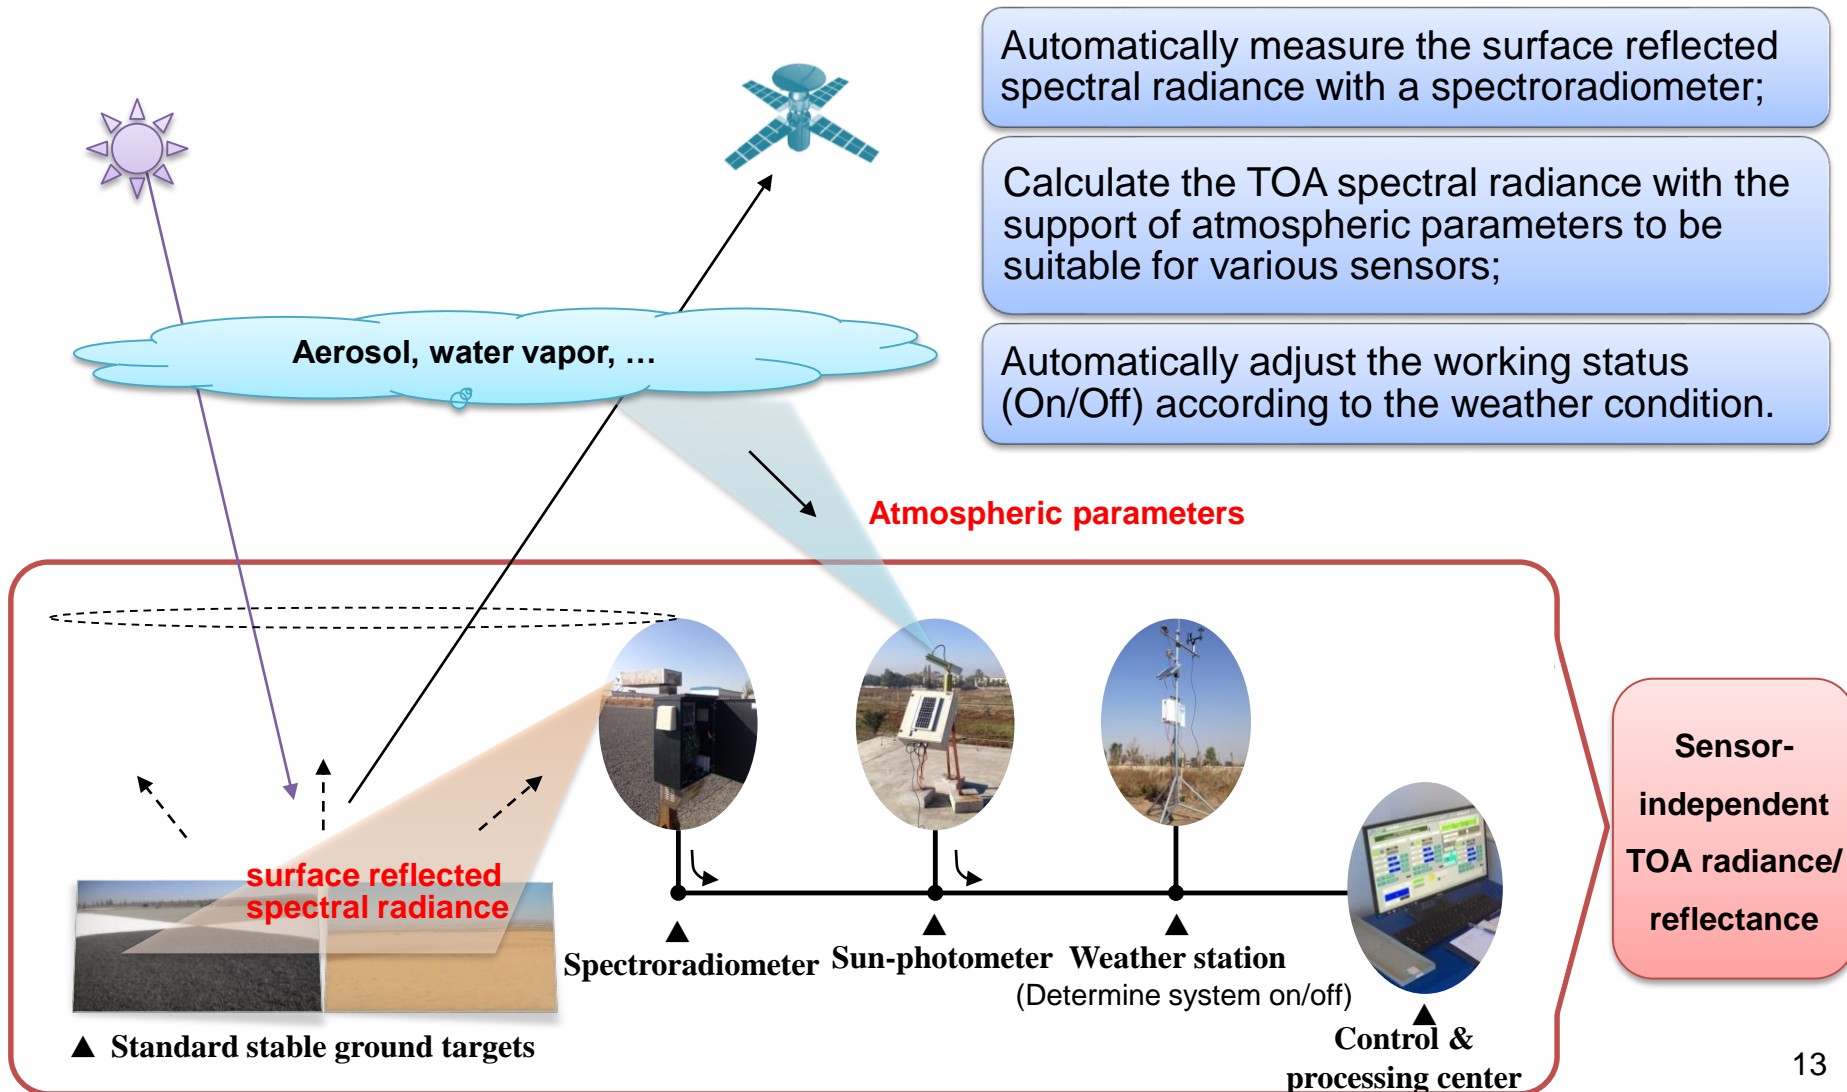 Automatically measure the surface reflected
spectral radiance with a spectroradiometer;
Calculate the TOA spectral radiance with the
support of atmospheric parameters to be
suitable for various sensors;
Automatically adjust the working status
(On/Off) according to the weather condition.
Aerosol, water vapor, …
Atmospheric parameters
surface reflected
spectral radiance
Sensor-
independent
TOA radiance/
reflectance
Spectroradiometer
Sun-photometer
Weather station
(Determine system on/off)
▲ Standard stable ground targets
Control &
processing center
13